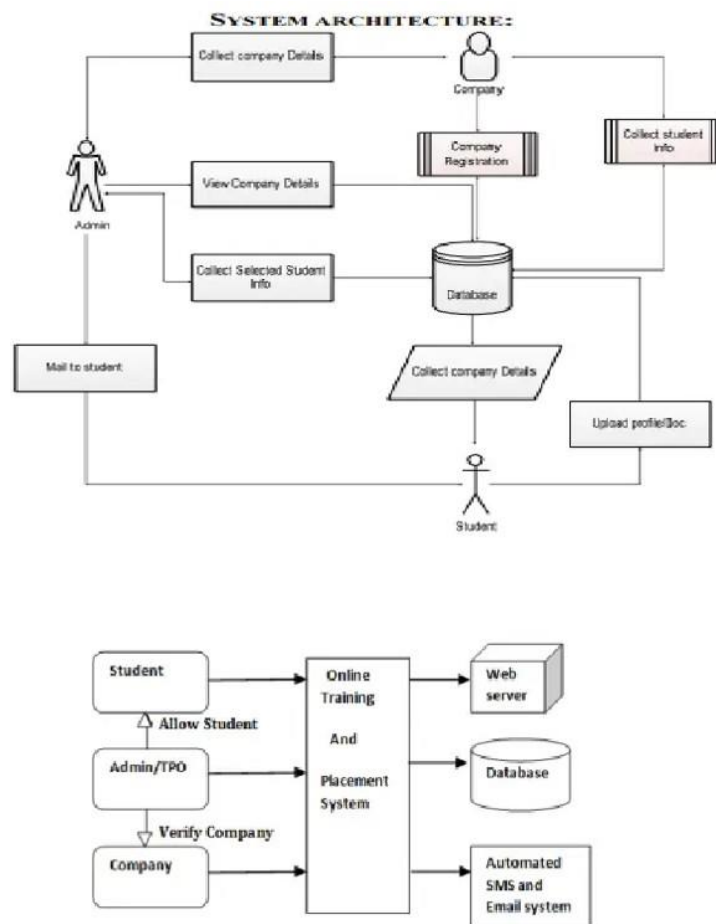 SYSTEM ARCHITECTURE:
Collect company Details
Company
Collect student
Info
Company
Registration
Admin
View Company Details
Collect Selected Student
Info
Database
Mail to student
Collect company Details
Upload profile/Doc.
Student
Student
Allow Student
Admin/TPO
Verify Company
Company
Online
Training
And
Placement
System
Web
server
Database
Automated
SMS and
Email system